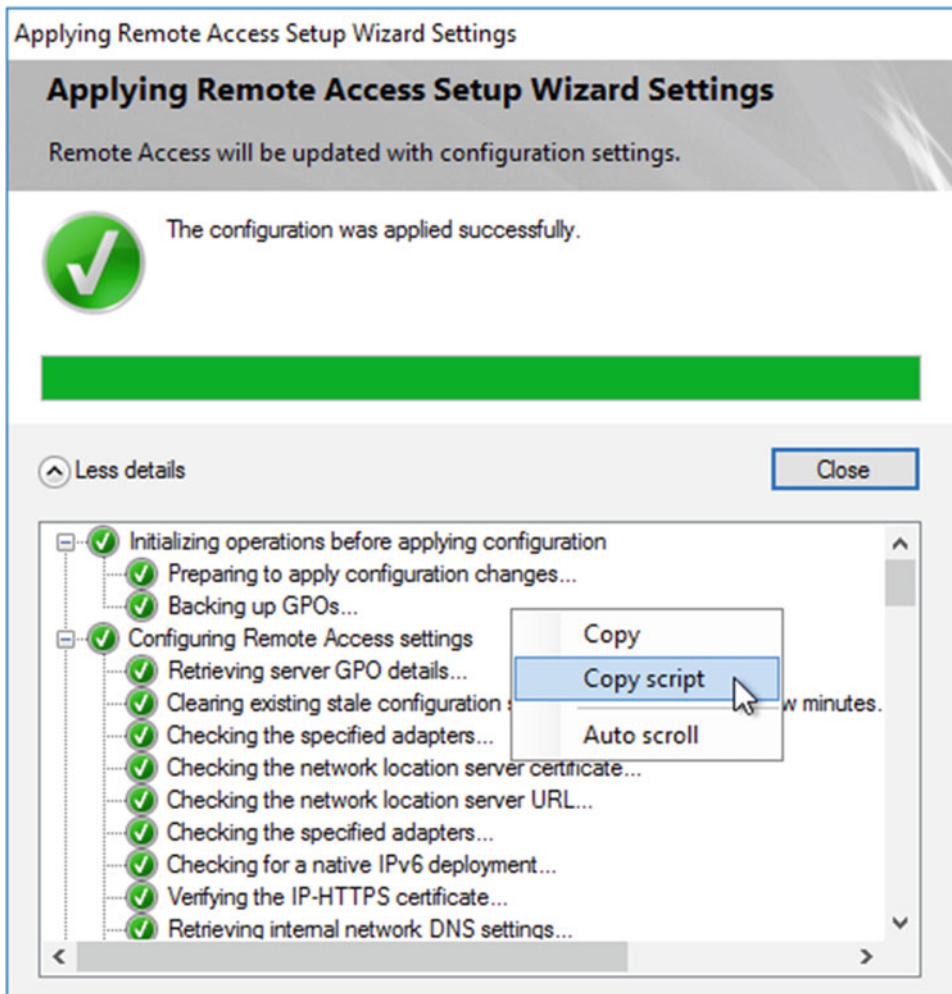 Applying Remote Access Setup Wizard Settings
Applying Remote Access Setup Wizard Settings
Remote Access will be updated with configuration settings.
The configuration was applied successfully.
Less details
Close
Initializing operations before applying configuration
Preparing to apply configuration changes...
Backing up GPOs...
Configuring Remote Access settings
Retrieving server GPO details...
Clearing existing stale configuration w minutes.
Checking the specified adapters...
Checking the network location server certificate...
Checking the network location server URL...
Checking the specified adapters...
Checking for a native IPv6 deployment...
Verifying the IP-HTTPS certificate...
Retrieving internal network DNS settings...
Copy
Copy script
Auto scroll